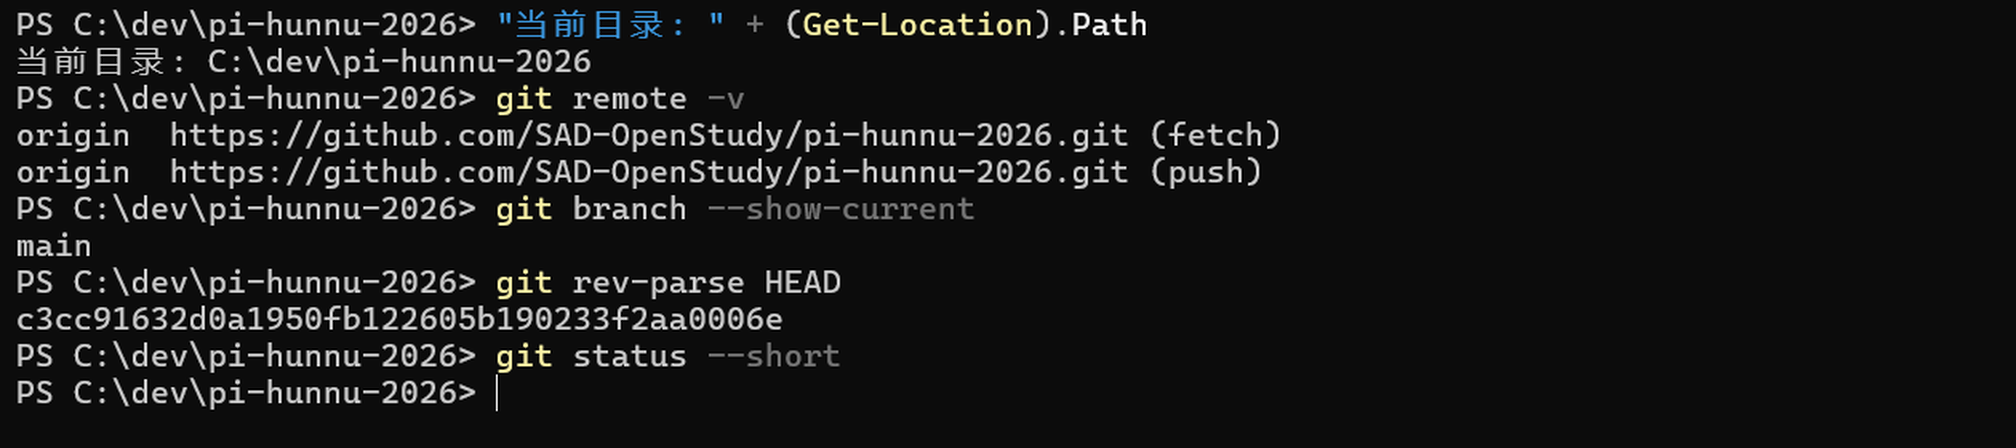 PS C:\dev\pi-hunnu-2026> "当前目录: " + (Get-Location).Path
当前目录: C:\dev\pi-hunnu-2026
PS C:\dev\pi-hunnu-2026> git remote -v
origin  https://github.com/SAD-OpenStudy/pi-hunnu-2026.git (fetch)
origin  https://github.com/SAD-OpenStudy/pi-hunnu-2026.git (push)
PS C:\dev\pi-hunnu-2026> git branch --show-current
main
PS C:\dev\pi-hunnu-2026> git rev-parse HEAD
c3cc91632d0a1950fb122605b190233f2aa0006e
PS C:\dev\pi-hunnu-2026> git status --short
PS C:\dev\pi-hunnu-2026>